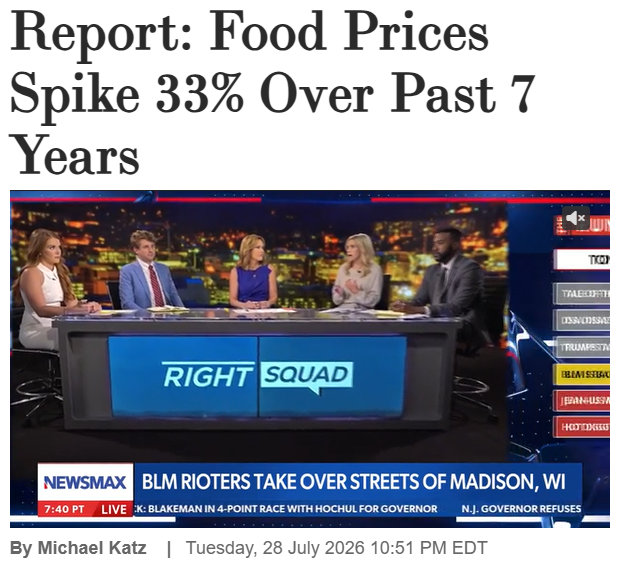 Report: Food Prices
Spike 33% Over Past 7
Years
RIGHT SQUAD
NEWSMAX
BLM RIOTERS TAKE OVER STREETS OF MADISON, WI
7:40 PT LIVE
K: BLAKEMAN IN 4-POINT RACE WITH HOCHUL FOR GOVERNOR N.J. GOVERNOR REFUSES
By Michael Katz | Tuesday, 28 July 2026 10:51 PM EDT